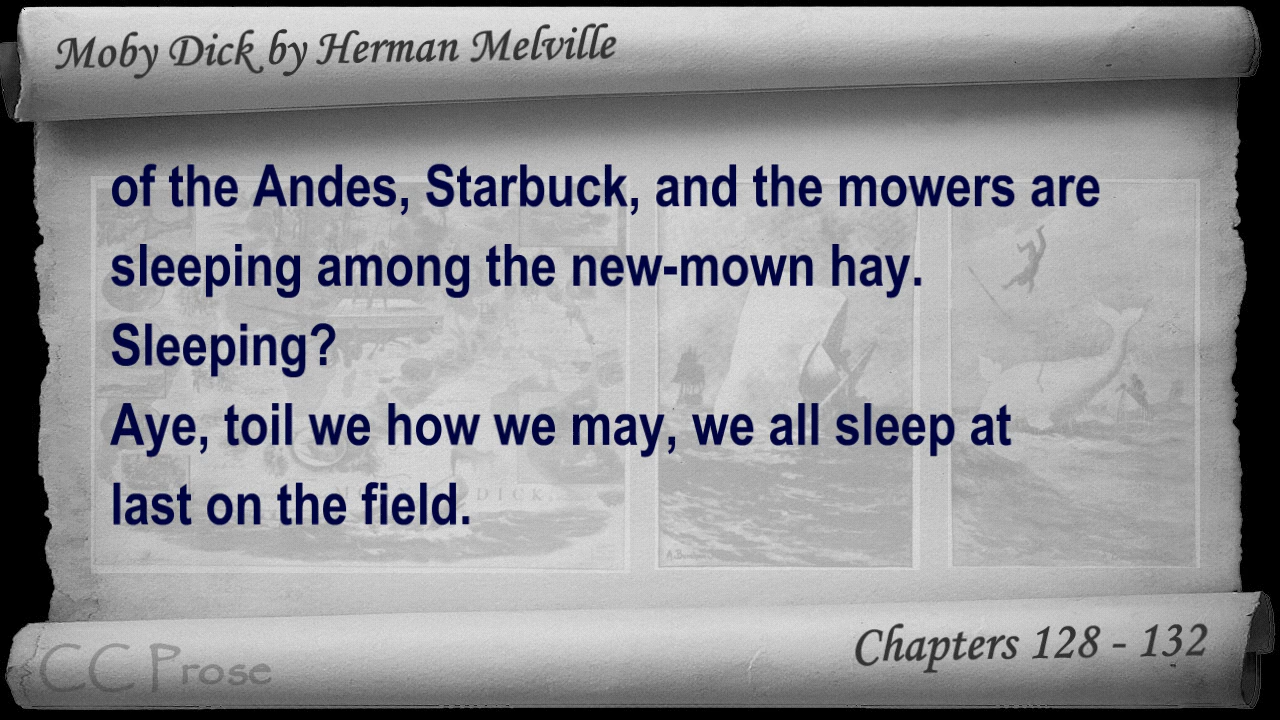 Moby Dick by Herman Melville
of the Andes, Starbuck, and the mowers are
sleeping among the new-mown hay.
Sleeping?
Aye, toil we how we may, we all sleep at
last on the field.
MOBY DICK
Chapters 128 - 132
CC Prose